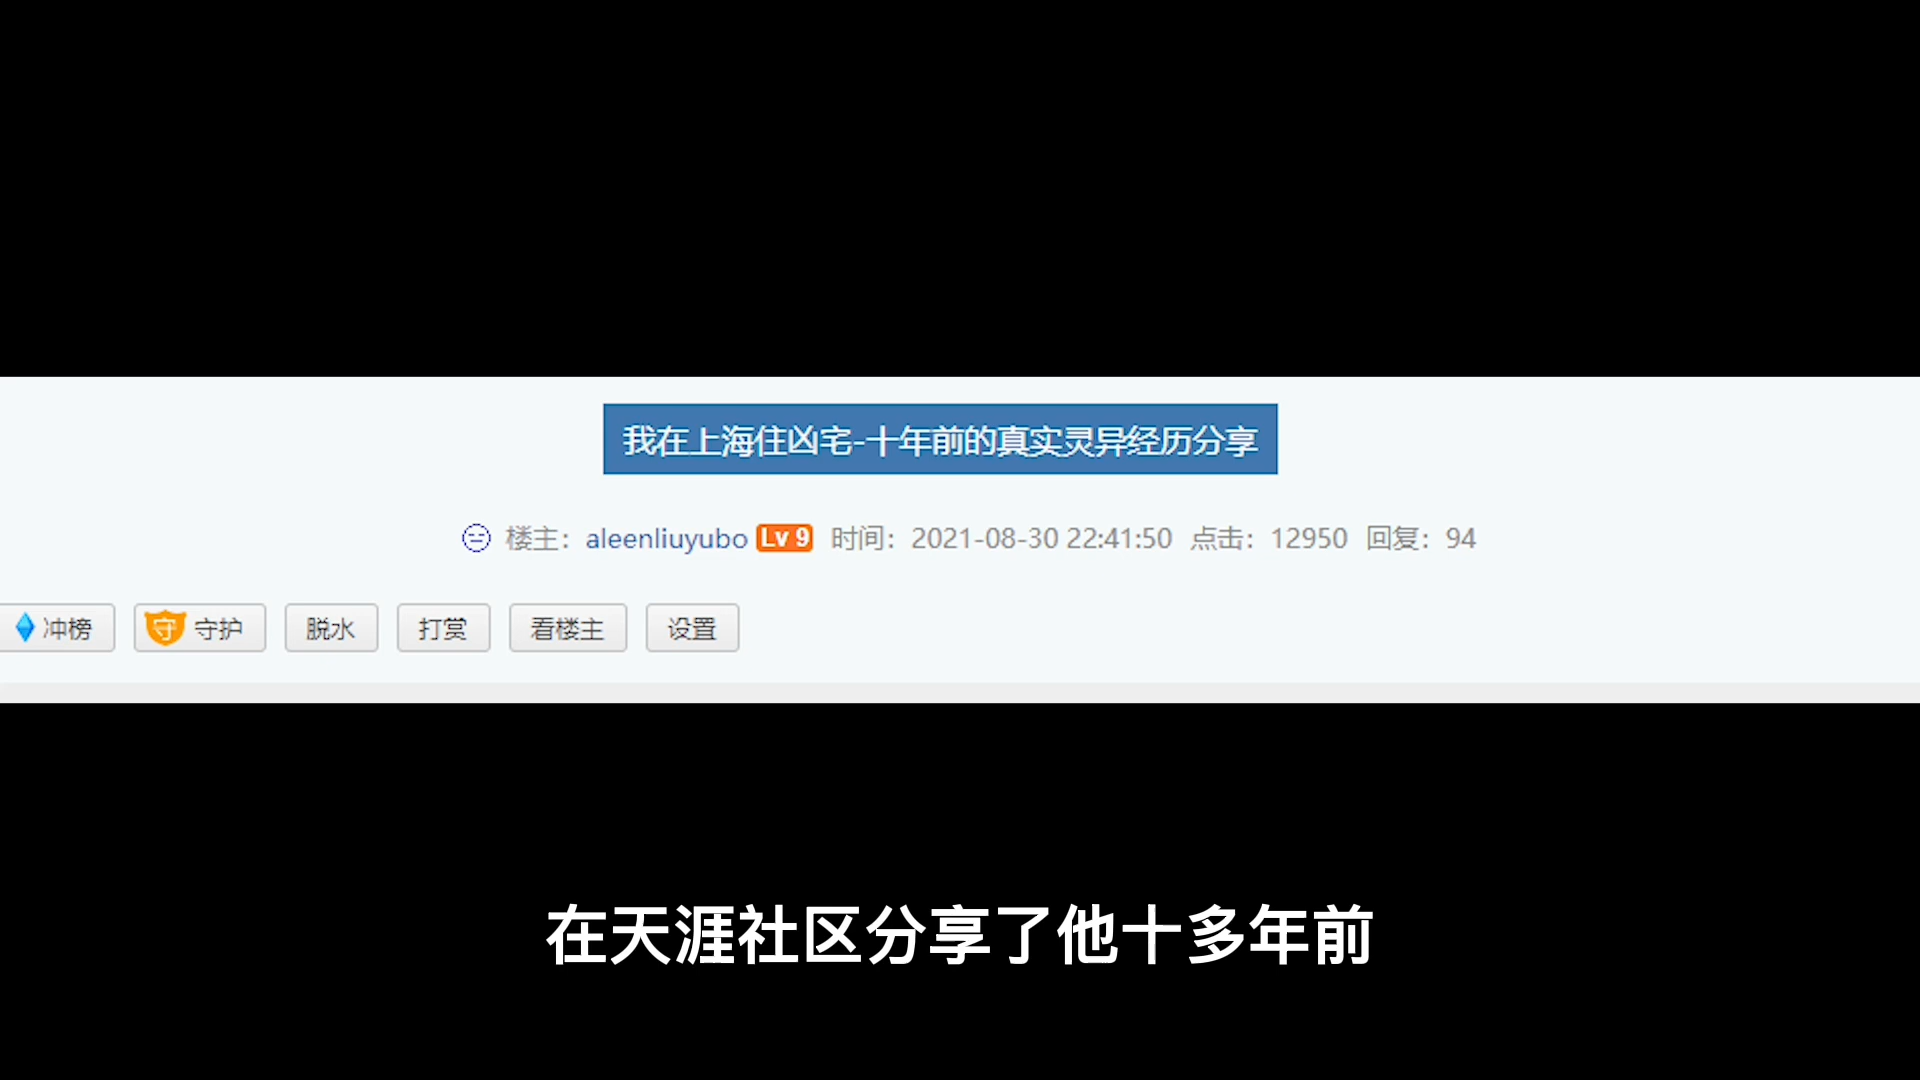 我在上海住凶宅-十年前的真实灵异经历分享
楼主：aleenliuyubo Lv 9 时间：2021-08-30 22:41:50 点击：12950 回复：94
冲榜 守 守护 脱水 打赏 看楼主 设置
在天涯社区分享了他十多年前